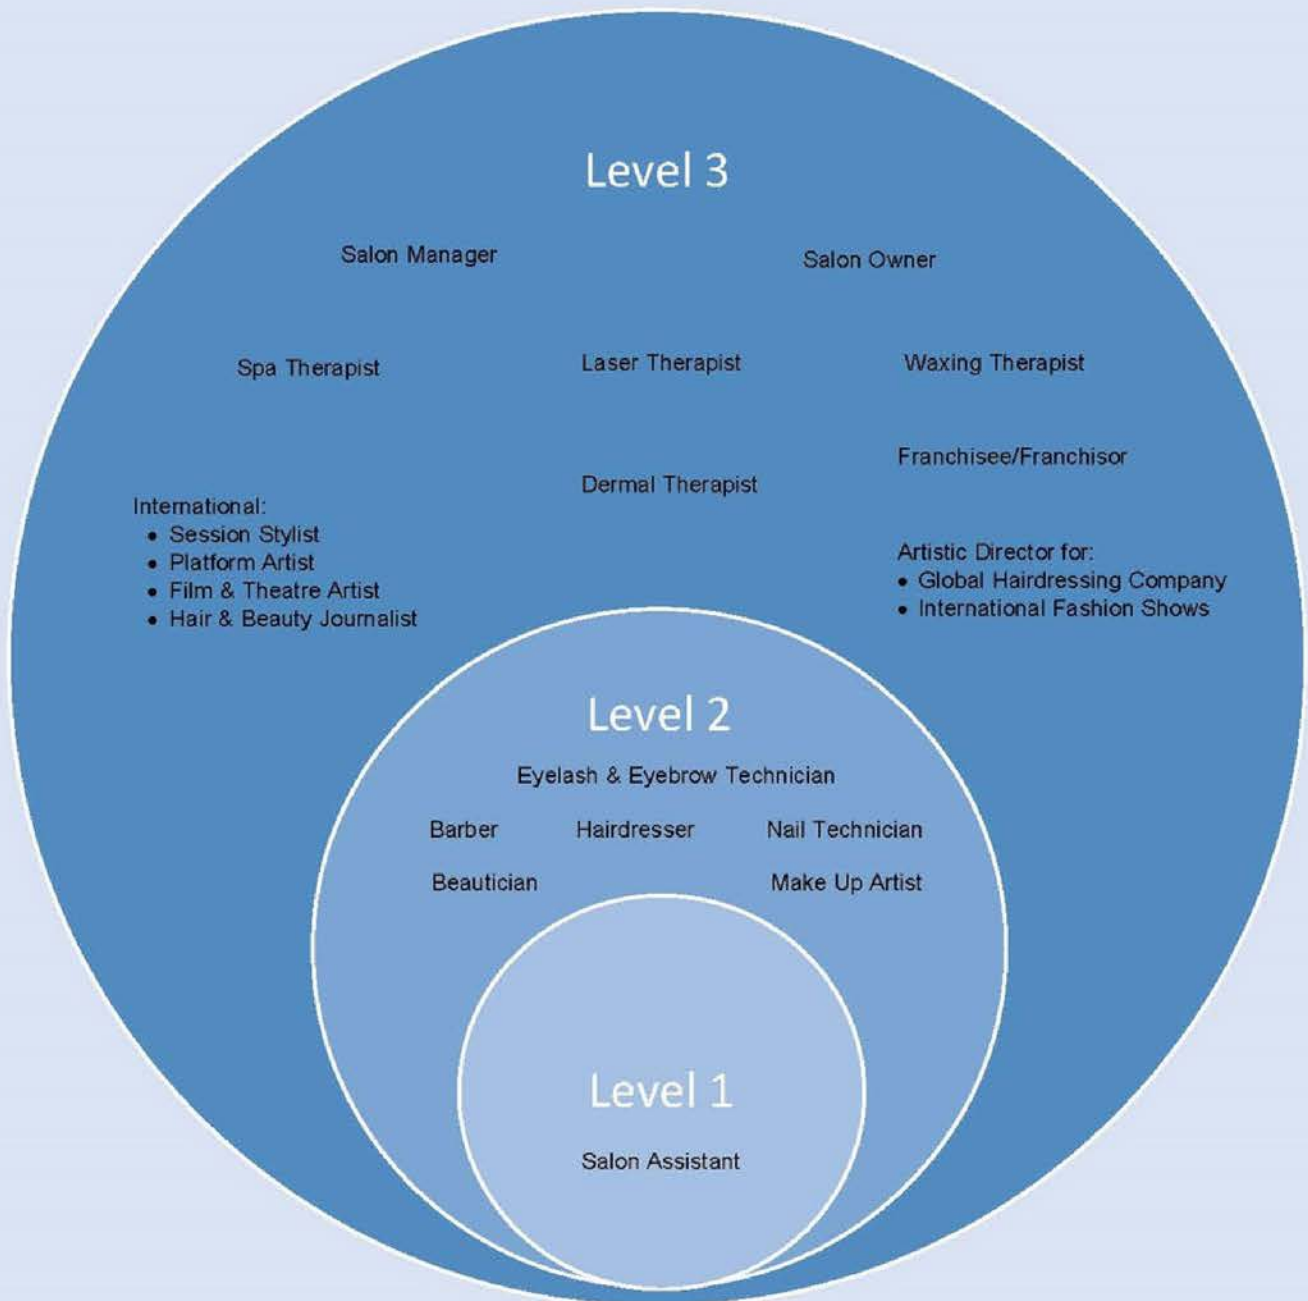 Level 3
Salon Manager
Salon Owner
Spa Therapist
Laser Therapist
Waxing Therapist
Franchisee/Franchisor
Dermal Therapist
International:
• Session Stylist
• Platform Artist
• Film & Theatre Artist
• Hair & Beauty Journalist
Artistic Director for:
• Global Hairdressing Company
• International Fashion Shows
Level 2
Eyelash & Eyebrow Technician
Barber
Hairdresser
Nail Technician
Beautician
Make Up Artist
Level 1
Salon Assistant